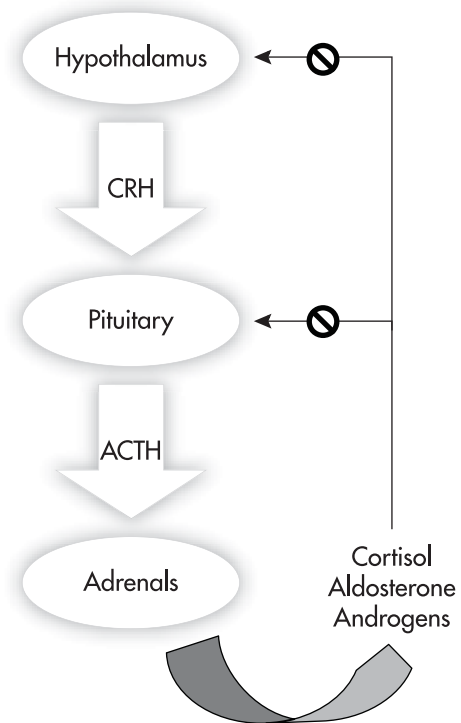 Hypothalamus
CRH
Pituitary
ACTH
Adrenals
Cortisol
Aldosterone
Androgens